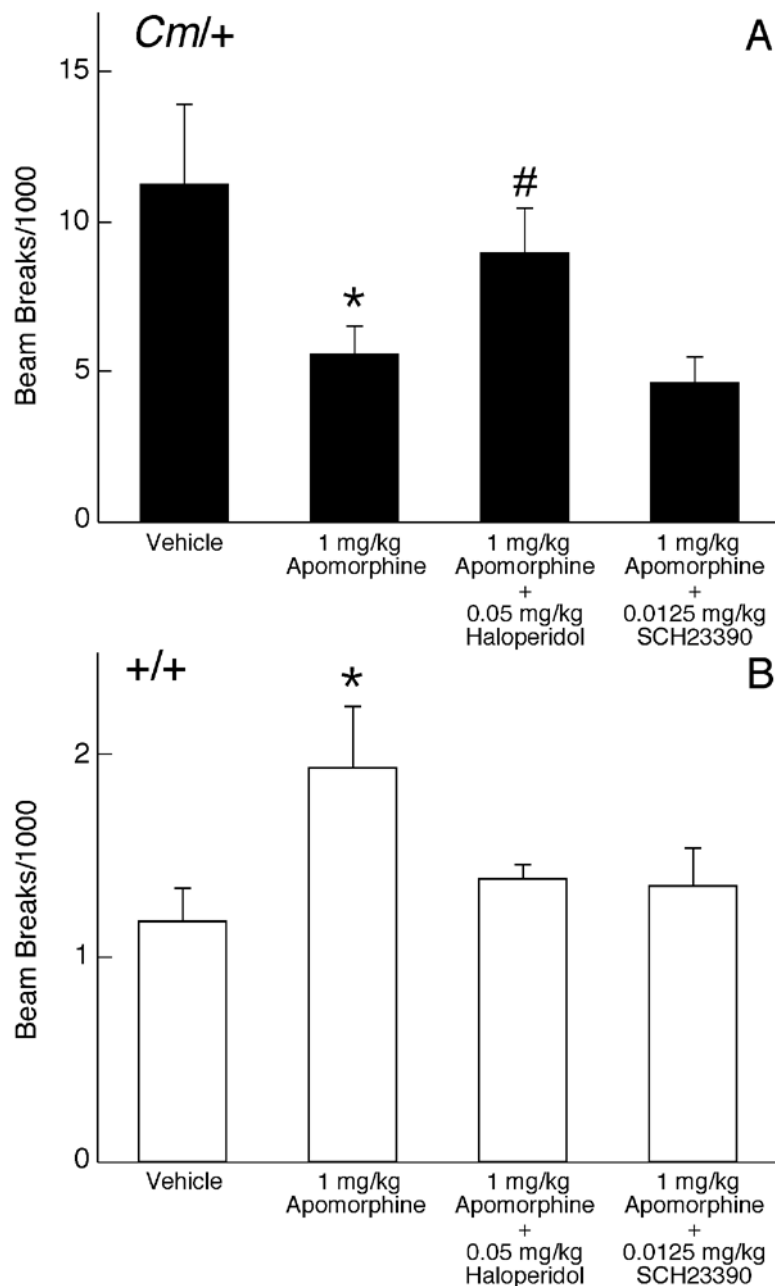 Cm/+
A
15
10
5
0
Beam Breaks/1000
*
#
Vehicle
1 mg/kg
Apomorphine
1 mg/kg
Apomorphine
+
0.05 mg/kg
Haloperidol
1 mg/kg
Apomorphine
+
0.0125 mg/kg
SCH23390
+/+
B
2
1
0
Beam Breaks/1000
*
Vehicle
1 mg/kg
Apomorphine
1 mg/kg
Apomorphine
+
0.05 mg/kg
Haloperidol
1 mg/kg
Apomorphine
+
0.0125 mg/kg
SCH23390